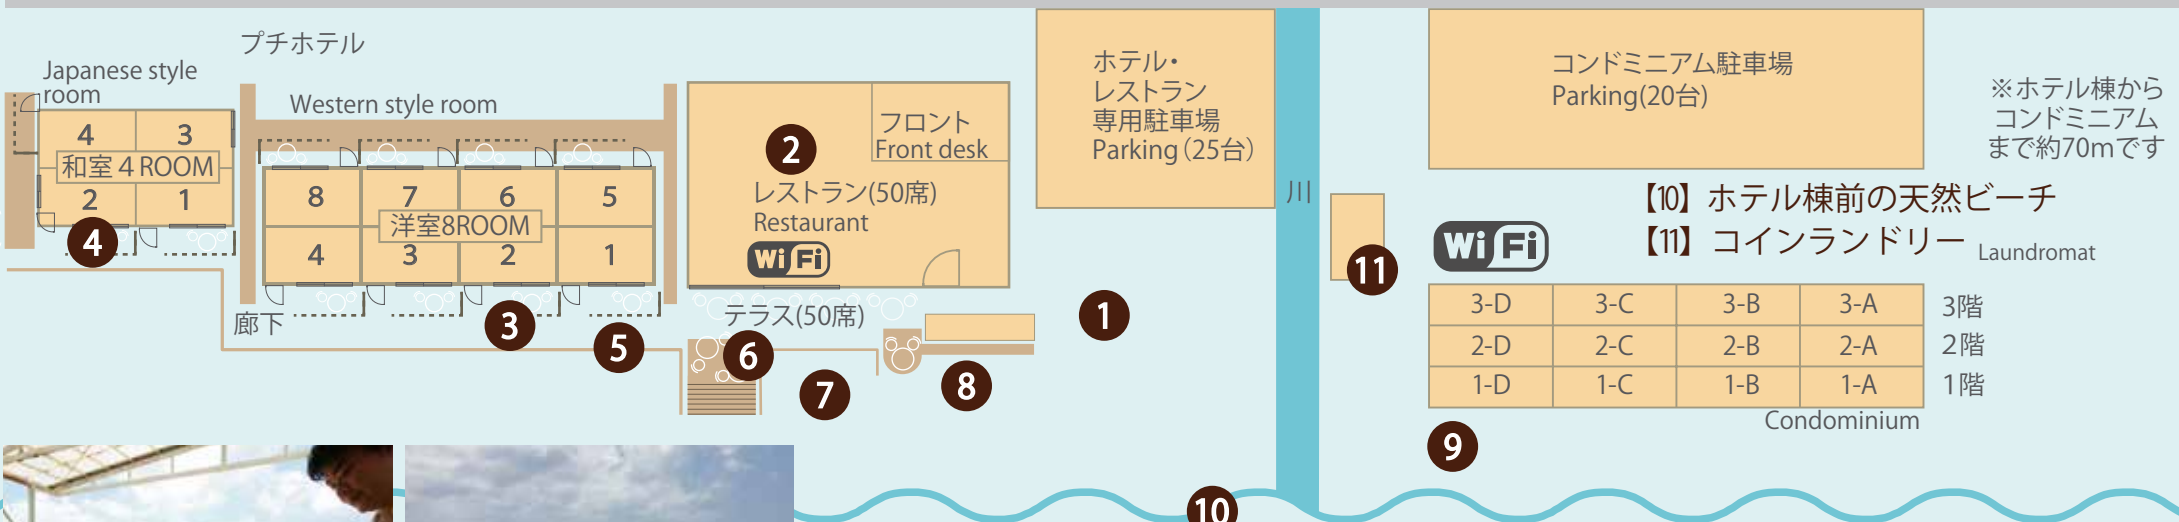 プチホテル
Japanese style
room
4
3
和室４ROOM
2
1
4
Western style room
8
7
6
5
洋室8ROOM
4
3
2
1
廊下
3
5
2
フロント
Front desk
レストラン(50席)
Restaurant
Wi Fi
テラス(50席)
6
7
8
1
ホテル・
レストラン
専用駐車場
Parking（25台）
川
11
コンドミニアム駐車場
Parking(20台)
※ホテル棟から
コンドミニアム
まで約70mです
【10】ホテル棟前の天然ビーチ
【11】コインランドリー Laundromat
Wi Fi
3-D 3-C 3-B 3-A 3階
2-D 2-C 2-B 2-A 2階
1-D 1-C 1-B 1-A 1階
Condominium
9
10